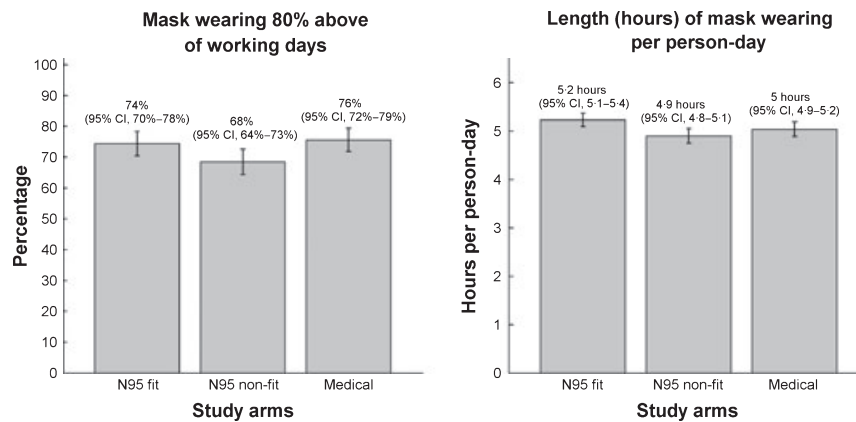 Mask wearing 80% above
of working days
100
90
80
70
60
50
40
30
20
10
0
Percentage
74%
(95% CI, 70%–78%)
68%
(95% CI, 64%–73%)
76%
(95% CI, 72%–79%)
N95 fit N95 non-fit Medical
Study arms
Length (hours) of mask wearing
per person-day
6
5
4
3
2
1
0
Hours per person-day
5·2 hours
(95% CI, 5·1–5·4)
4·9 hours
(95% CI, 4·8–5·1)
5 hours
(95% CI, 4·9–5·2)
N95 fit N95 non-fit Medical
Study arms